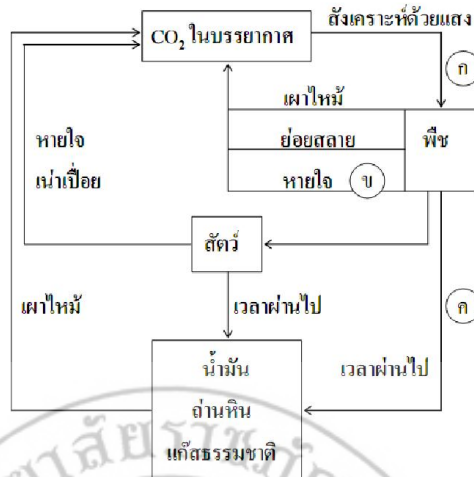 สังเคราะห์ด้วยแสง
CO2 ในบรรยากาศ
ก
เผาไหม้
ย่อยสลาย
พืช
หายใจ
ข
หายใจ
เน่าเปื่อย
สัตว์
เผาไหม้
เวลาผ่านไป
ค
เวลาผ่านไป
น้ำมัน
ถ่านหิน
แก๊สธรรมชาติ